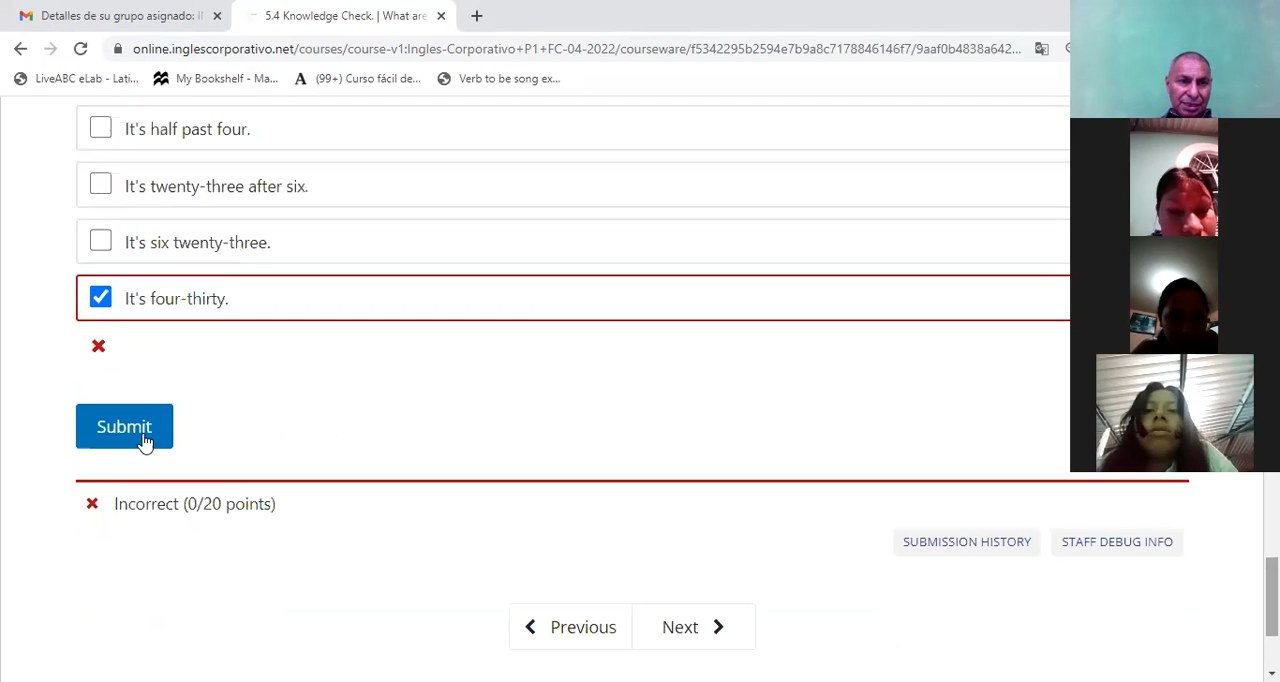 Detalles de su grupo asignado: I
5.4 Knowledge Check. | What are
online.inglescorporativo.net/courses/course-v1:Ingles-Corporativo+P1+FC-04-2022/courseware/f5342295b2594e7b9a8c7178846146f7/9aaf0b4838a642...
LiveABC eLab - Lati... My Bookshelf - Ma... A (99+) Curso fácil de... Verb to be song ex...
It's half past four.
It's twenty-three after six.
It's six twenty-three.
It's four-thirty.
Submit
Incorrect (0/20 points)
SUBMISSION HISTORY STAFF DEBUG INFO
Previous Next